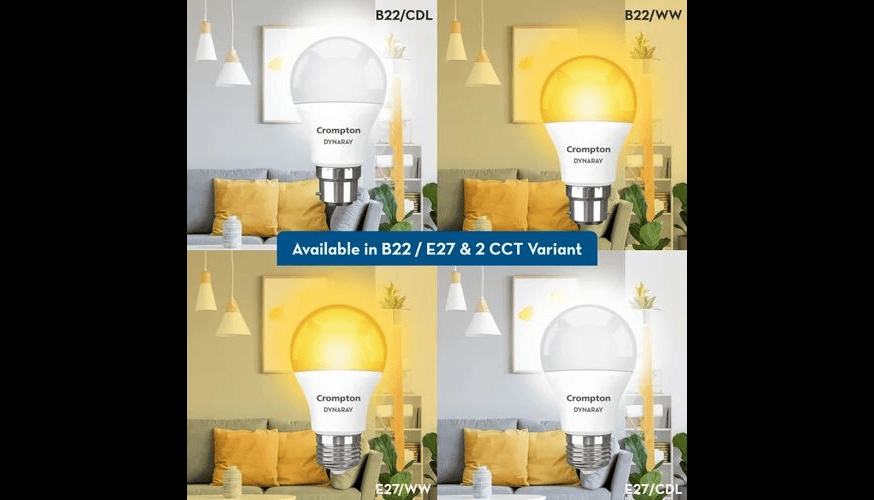 B22/CDL
Crompton
DYNARAY
B22/WW
Crompton
DYNARAY
Available in B22 / E27 & 2 CCT Variant
Crompton
DYNARAY
E27/WW
Crompton
DYNARAY
E27/CDL